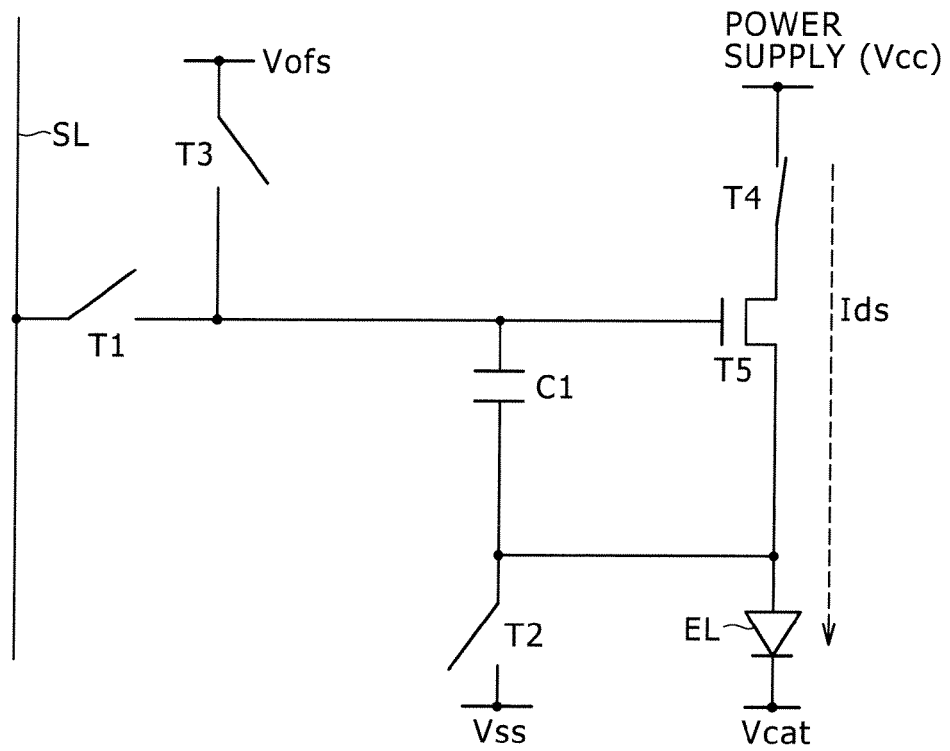 POWER
SUPPLY (Vcc)
Vofs
SL
T3
T4
Ids
T1
T5
C1
EL
T2
Vss
Vcat